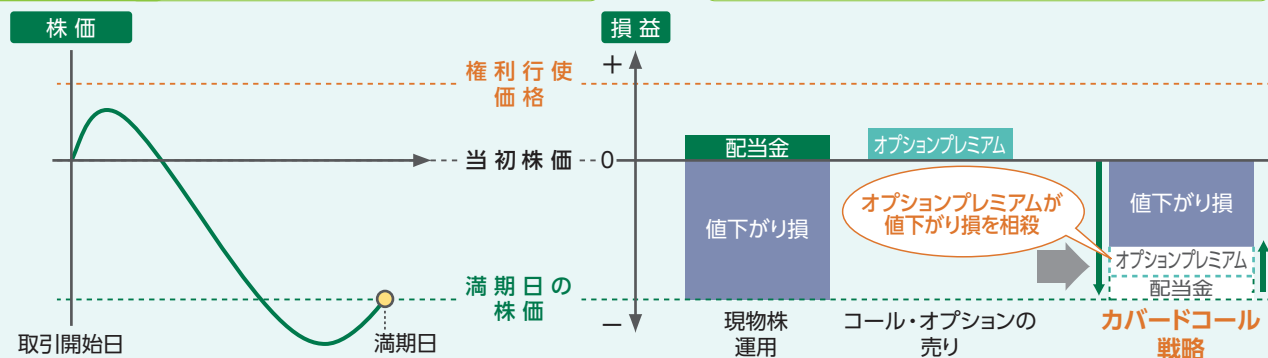 株価
権利行使
価格
当初株価
満期日の
株価
取引開始日
満期日
損益
+
0
−
配当金
値下がり損
現物株
運用
オプションプレミアム
オプションプレミアムが
値下がり損を相殺
コール・オプションの
売り
値下がり損
オプションプレミアム
配当金
カバードコール
戦略